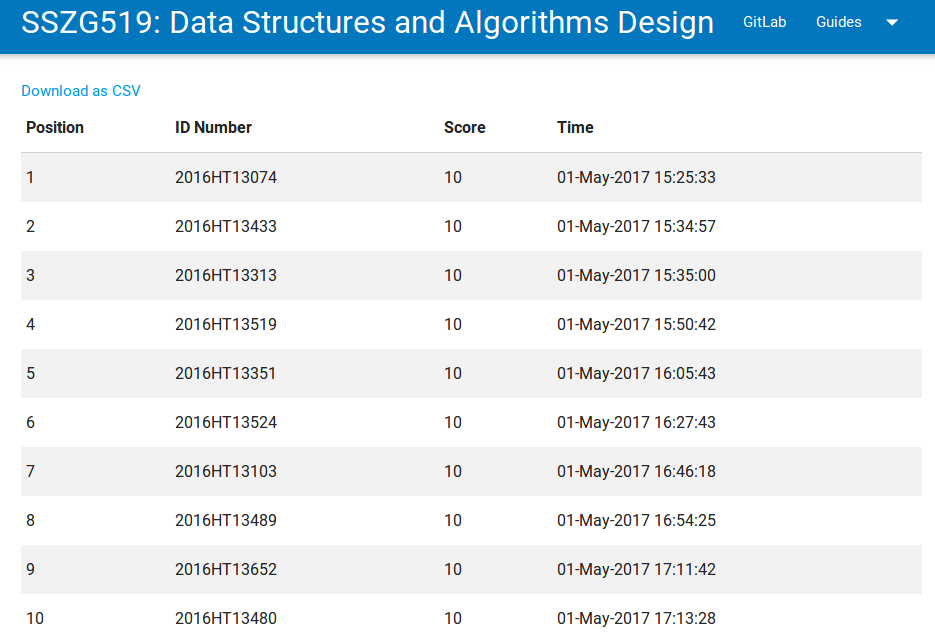 SSZG519: Data Structures and Algorithms Design GitLab Guides
Download as CSV
Position ID Number Score Time
1 2016HT13074 10 01-May-2017 15:25:33
2 2016HT13433 10 01-May-2017 15:34:57
3 2016HT13313 10 01-May-2017 15:35:00
4 2016HT13519 10 01-May-2017 15:50:42
5 2016HT13351 10 01-May-2017 16:05:43
6 2016HT13524 10 01-May-2017 16:27:43
7 2016HT13103 10 01-May-2017 16:46:18
8 2016HT13489 10 01-May-2017 16:54:25
9 2016HT13652 10 01-May-2017 17:11:42
10 2016HT13480 10 01-May-2017 17:13:28